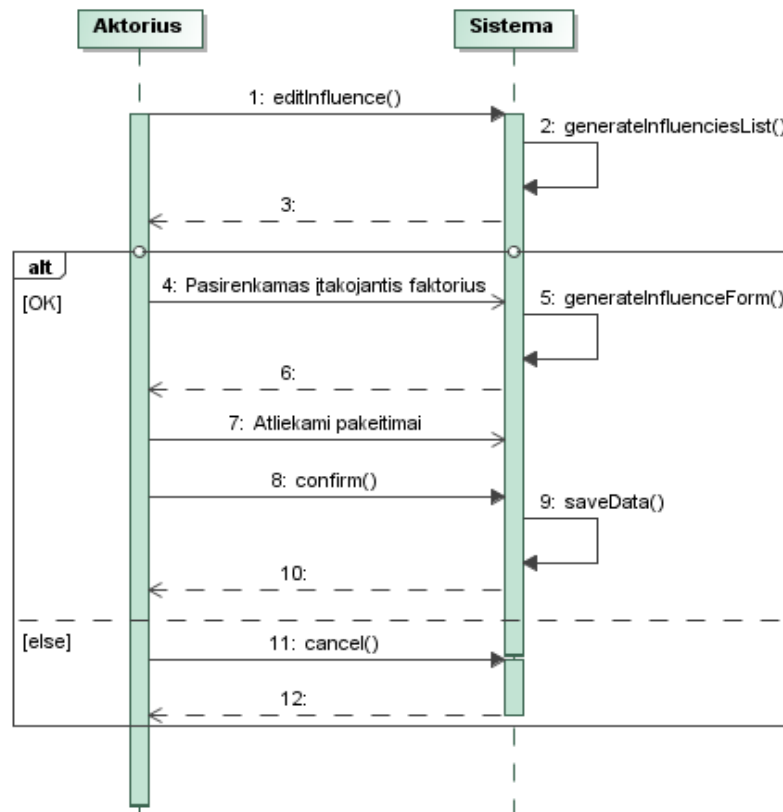 Aktorius
Sistema
1: editInfluence()
2: generateInfluenciesList()
3:
alt
[OK]
4: Pasirenkamas įtakojantis faktorius
5: generateInfluenceForm()
6:
7: Atliekami pakeitimai
8: confirm()
9: saveData()
10:
[else]
11: cancel()
12: